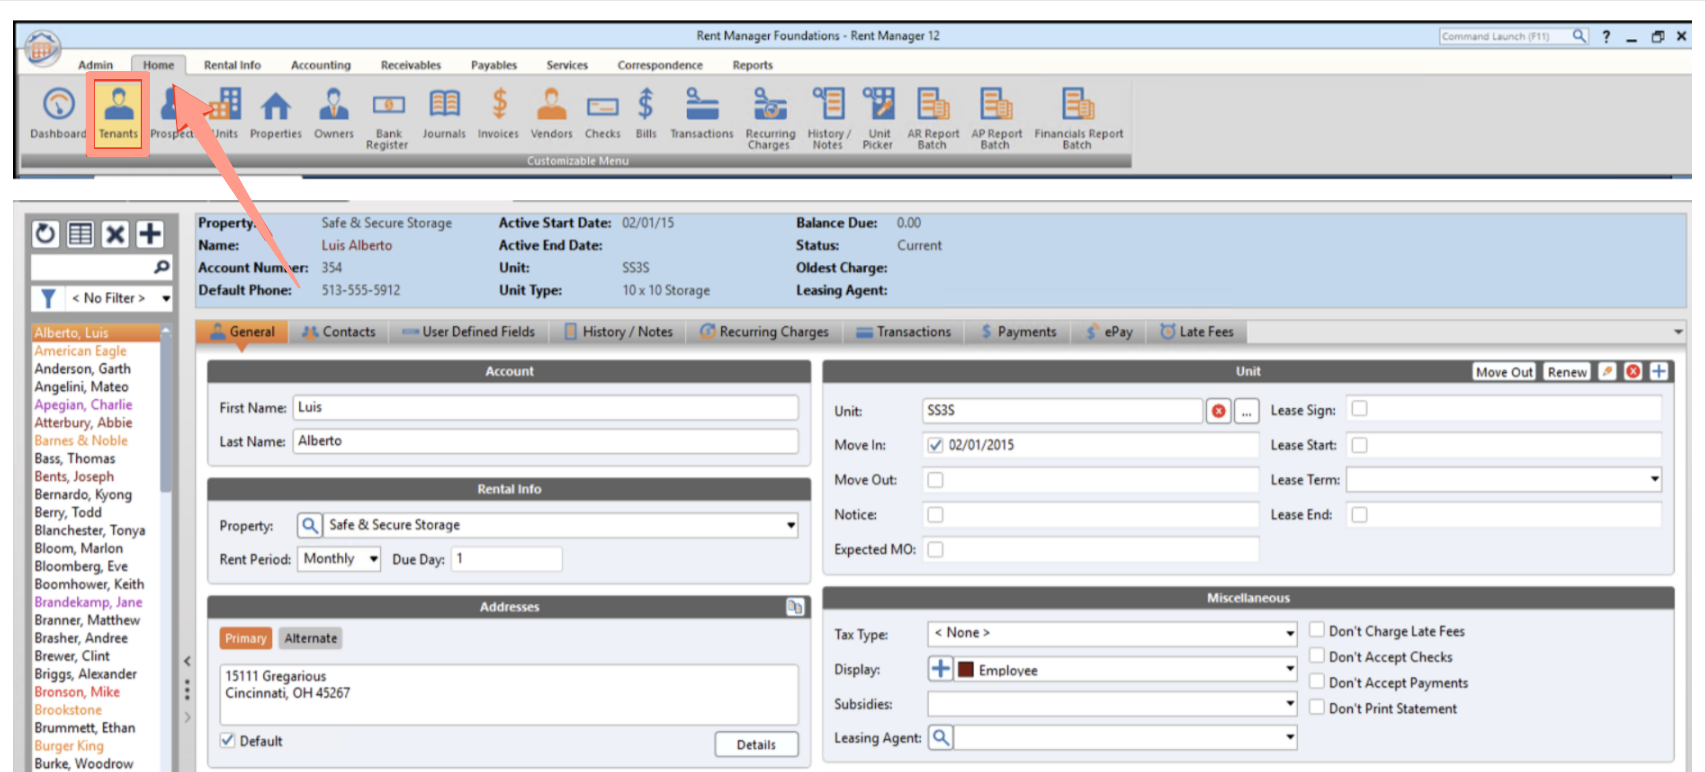 Rent Manager Foundations - Rent Manager 12
Command Launch (F11)
Admin Home Rental Info Accounting Receivables Payables Services Correspondence Reports
Dashboard Tenants Prospect Units Properties Owners Bank Register Journals Invoices Vendors Checks Bills Transactions Recurring Charges History / Notes Unit Picker AR Report Batch AP Report Batch Financials Report Batch
Customizable Menu
Property: Safe & Secure Storage Active Start Date: 02/01/15 Balance Due: 0.00
Name: Luis Alberto Active End Date: Status: Current
Account Number: 354 Unit: SS3S Oldest Charge:
Default Phone: 513-555-5912 Unit Type: 10 x 10 Storage Leasing Agent:
< No Filter >
Alberto, Luis
American Eagle
Anderson, Garth
Angelini, Mateo
Apegian, Charlie
Atterbury, Abbie
Barnes & Noble
Bass, Thomas
Bents, Joseph
Bernardo, Kyong
Berry, Todd
Blanchester, Tonya
Bloom, Marlon
Bloomberg, Eve
Boomhower, Keith
Brandekamp, Jane
Branner, Matthew
Brasher, Andree
Brewer, Clint
Briggs, Alexander
Bronson, Mike
Brookstone
Brummett, Ethan
Burger King
Burke, Woodrow
General Contacts User Defined Fields History / Notes Recurring Charges Transactions Payments ePay Late Fees
Account
First Name: Luis
Last Name: Alberto
Rental Info
Property: Safe & Secure Storage
Rent Period: Monthly Due Day: 1
Addresses
Primary Alternate
15111 Gregarious
Cincinnati, OH 45267
Default Details
Unit Move Out Renew
Unit: SS3S ... Lease Sign:
Move In: 02/01/2015 Lease Start:
Move Out: Lease Term:
Notice: Lease End:
Expected MO:
Miscellaneous
Tax Type: < None > Don't Charge Late Fees
Don't Accept Checks
Display: Employee
Don't Accept Payments
Subsidies: Don't Print Statement
Leasing Agent: